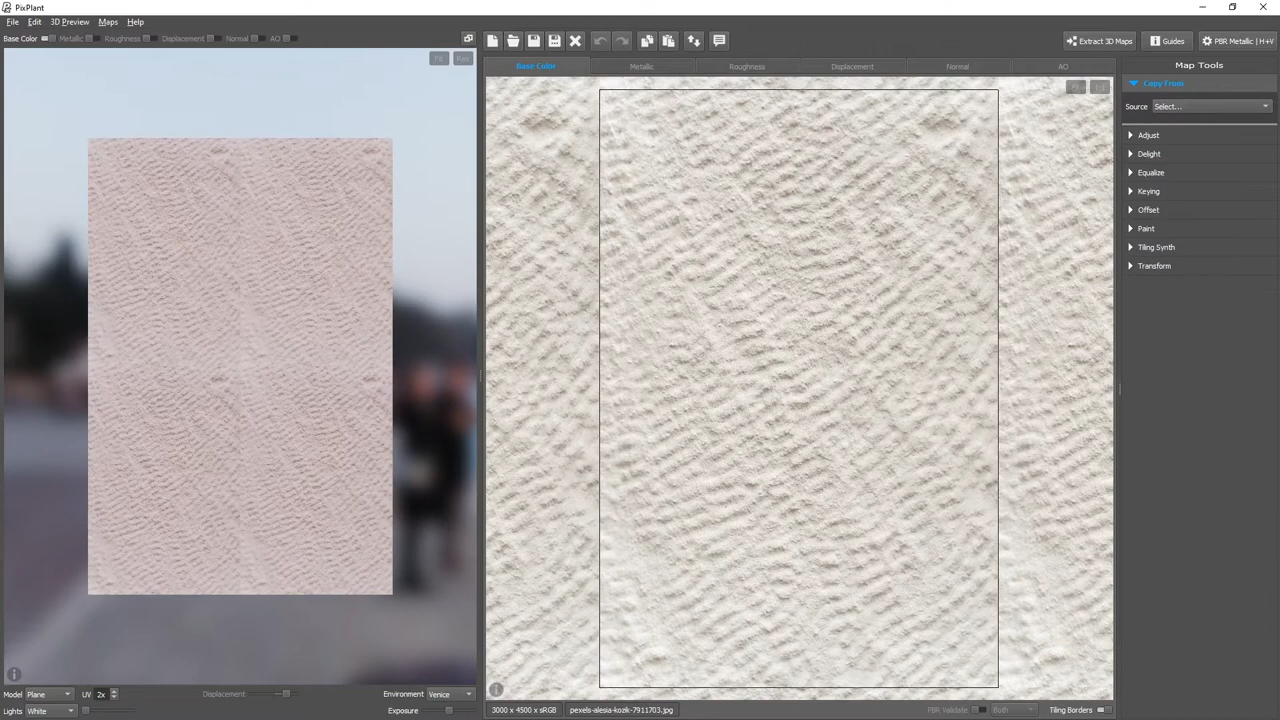 PixPlant
File Edit 3D Preview Maps Help
Base Color Metallic Roughness Displacement Normal AO
Extract 3D Maps Guides PBR Metallic | H+V
Fit
Base Color Metallic Roughness Displacement Normal AO
Map Tools
Copy From
Source Select...
Adjust
Delight
Equalize
Keying
Offset
Paint
Tiling Synth
Transform
Model Plane UV 2x Displacement Environment Venice
Lights White Exposure
3000 x 4500 x sRGB pexels-alesia-kozik-7911703.jpg PBR Validate: Both Tiling Borders